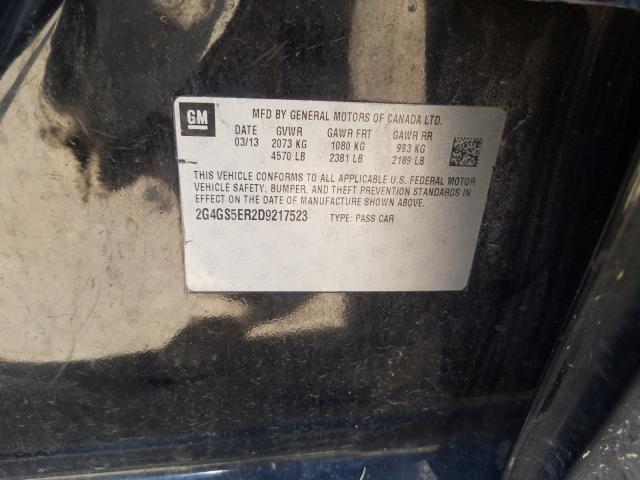 GM
MFD BY GENERAL MOTORS OF CANADA LTD.
DATE GVWR GAWR FRT GAWR RR
03/13 2073 KG 1080 KG 993 KG
4570 LB 2381 LB 2189 LB
THIS VEHICLE CONFORMS TO ALL APPLICABLE U.S. FEDERAL MOTOR
VEHICLE SAFETY, BUMPER, AND THEFT PREVENTION STANDARDS IN
EFFECT ON THE DATE OF MANUFACTURE SHOWN ABOVE.
2G4GS5ER2D9217523 TYPE: PASS CAR